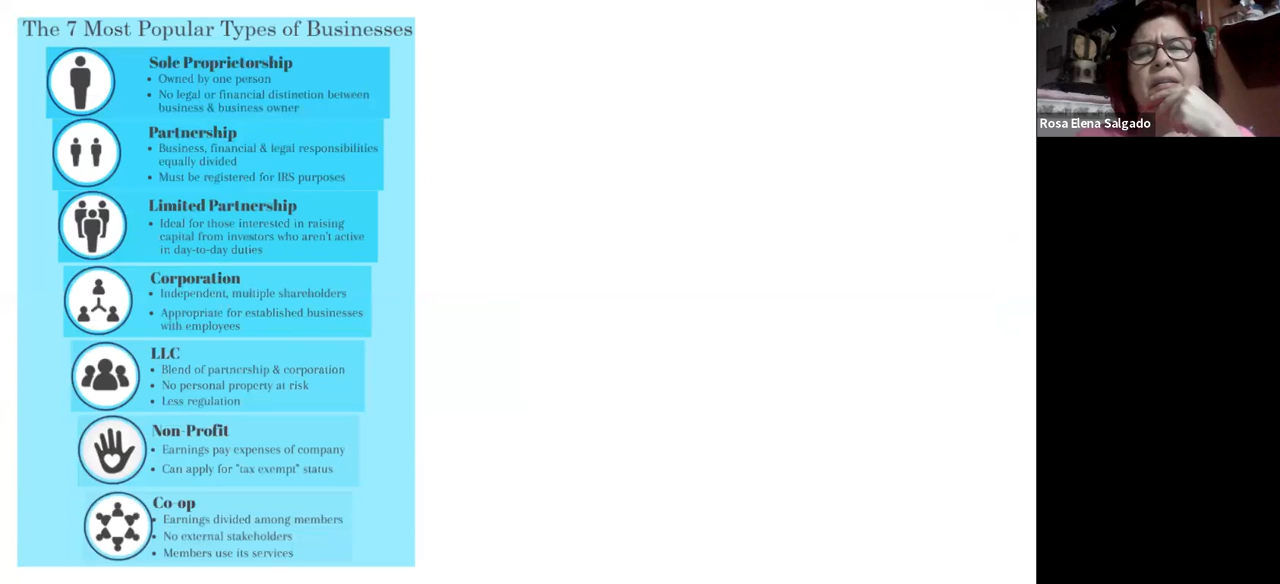 The 7 Most Popular Types of Businesses
Sole Proprietorship
• Owned by one person
• No legal or financial distinction between
business & business owner
Partnership
• Business, financial & legal responsibilities
equally divided
• Must be registered for IRS purposes
Limited Partnership
• Ideal for those interested in raising
capital from investors who aren't active
in day-to-day duties
Corporation
• Independent, multiple shareholders
• Appropriate for established businesses
with employees
LLC
• Blend of partnership & corporation
• No personal property at risk
• Less regulation
Non-Profit
• Earnings pay expenses of company
• Can apply for "tax exempt" status
Co-op
• Earnings divided among members
• No external stakeholders
• Members use its services
Rosa Elena Salgado